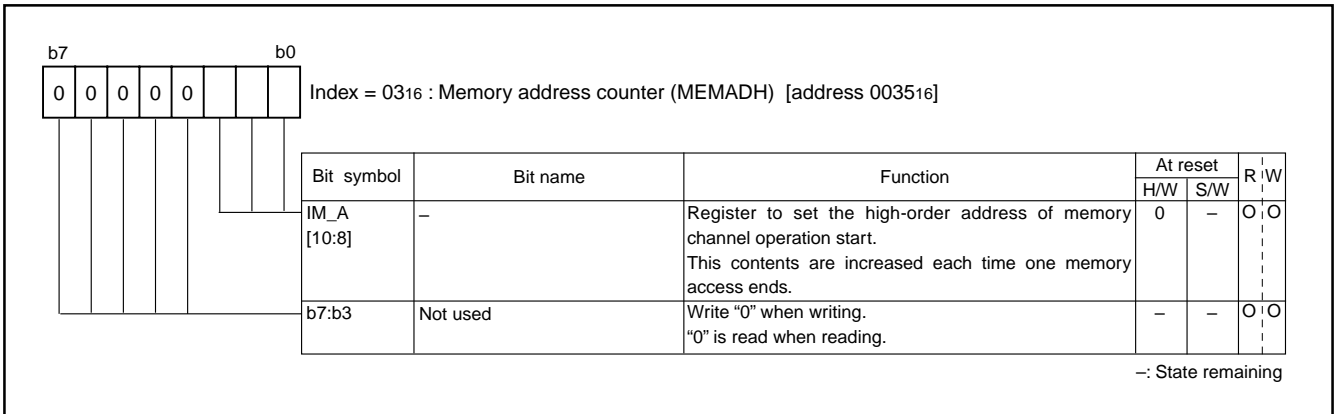 b7 b0
0 0 0 0 0 Index = 0316 : Memory address counter (MEMADH) [address 003516]
Bit symbol Bit name Function At reset R W
H/W S/W
IM_A – Register to set the high-order address of memory 0 – O O
[10:8] channel operation start.
This contents are increased each time one memory
access ends.
b7:b3 Not used Write “0” when writing. – – O O
“0” is read when reading.
–: State remaining